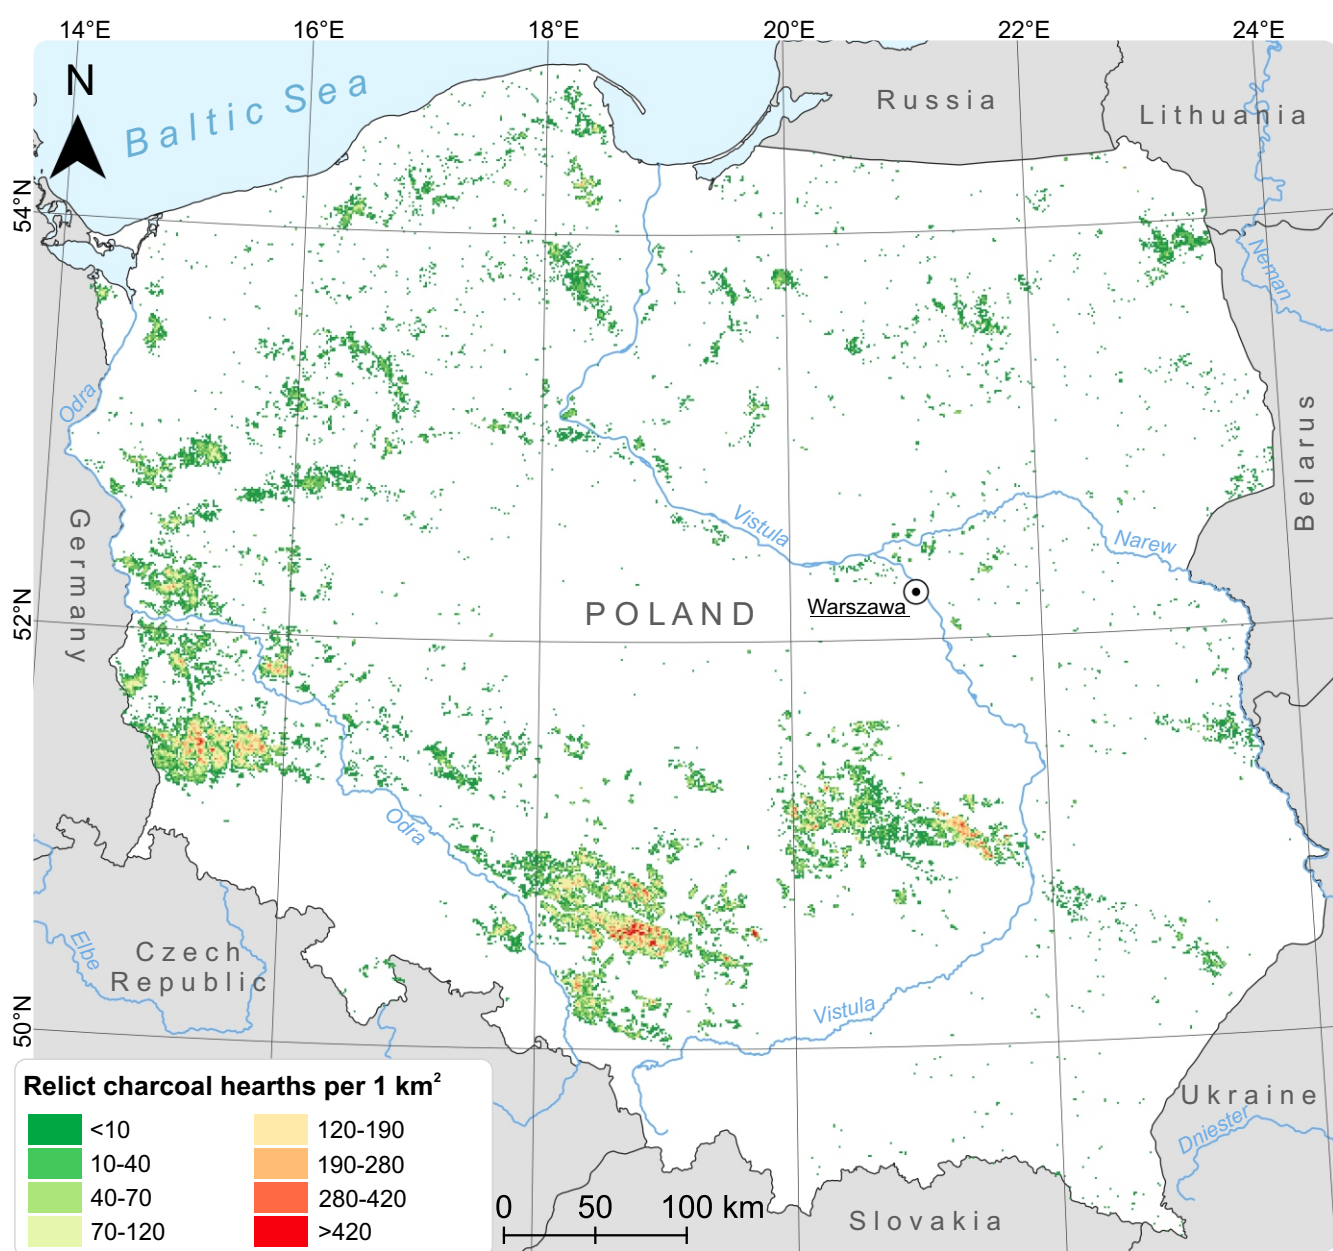 14°E 16°E 18°E 20°E 22°E 24°E
N
Baltic Sea
Russia
Lithuania
54°N
Neman
Odra
Belarus
Germany
Vistula
Narew
52°N
POLAND
Warszawa
Odra
Elbe
Czech
Republic
50°N
Vistula
Ukraine
Dniester
Slovakia
Relict charcoal hearths per 1 km²
<10 120-190
10-40 190-280
40-70 280-420
70-120 >420
0 50 100 km